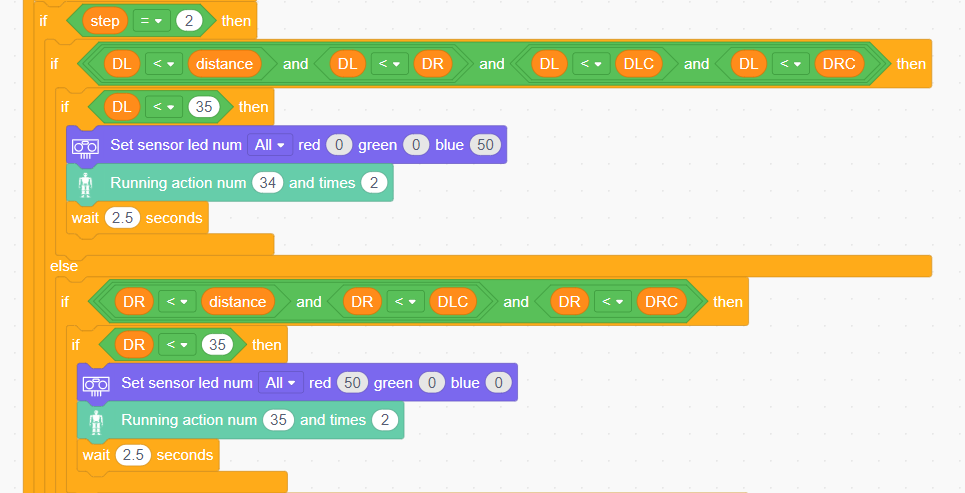 if step = 2 then
if DL < distance and DL < DR and DL < DLC and DL < DRC then
if DL < 35 then
Set sensor led num All red 0 green 0 blue 50
Running action num 34 and times 2
wait 2.5 seconds
else
if DR < distance and DR < DLC and DR < DRC then
if DR < 35 then
Set sensor led num All red 50 green 0 blue 0
Running action num 35 and times 2
wait 2.5 seconds